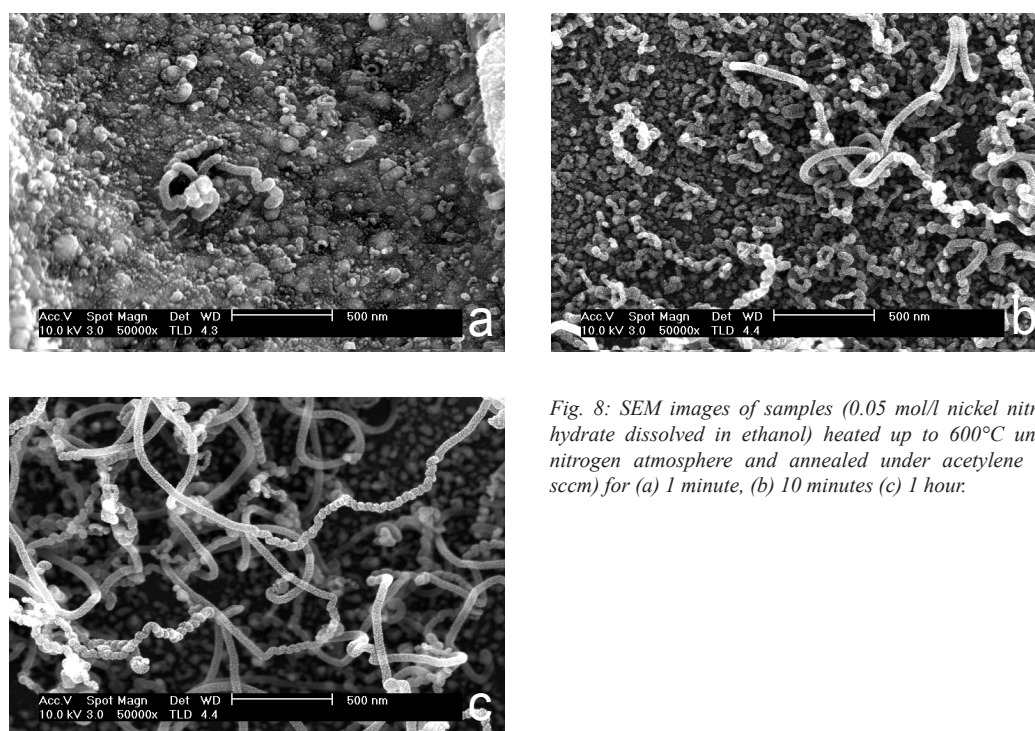 Acc.V Spot Magn Det WD 500 nm
10.0 kV 3.0 50000x TLD 4.3
a
Acc.V Spot Magn Det WD 500 nm
10.0 kV 3.0 50000x TLD 4.4
b
Acc.V Spot Magn Det WD 500 nm
10.0 kV 3.0 50000x TLD 4.4
c
Fig. 8: SEM images of samples (0.05 mol/l nickel nitr
hydrate dissolved in ethanol) heated up to 600°C un
nitrogen atmosphere and annealed under acetylene
sccm) for (a) 1 minute, (b) 10 minutes (c) 1 hour.